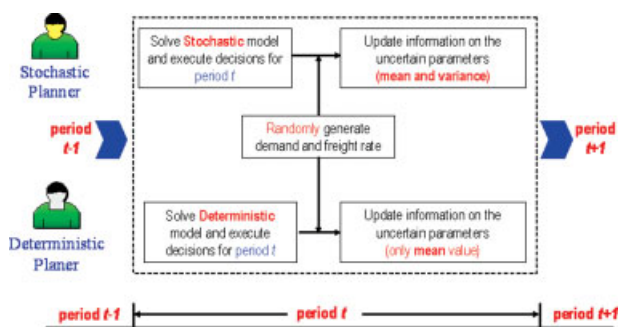 Stochastic
Planner
Solve Stochastic model
and execute decisions for
period t
Update information on the
uncertain parameters
(mean and variance)
period
t-1
Randomly generate
demand and freight rate
period
t+1
Deterministic
Planer
Solve Deterministic
model and execute
decisions for period t
Update information on the
uncertain parameters
(only mean value)
period t-1
period t
period t+1